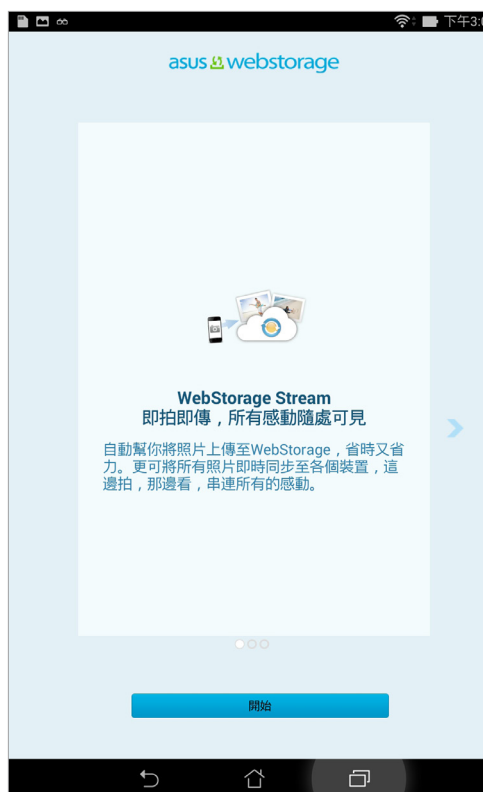 下午3:0
asus webstorage
WebStorage Stream
即拍即傳，所有感動隨處可見
自動幫你將照片上傳至WebStorage，省時又省
力。更可將所有照片即時同步至各個裝置，這
邊拍，那邊看，串連所有的感動。
開始